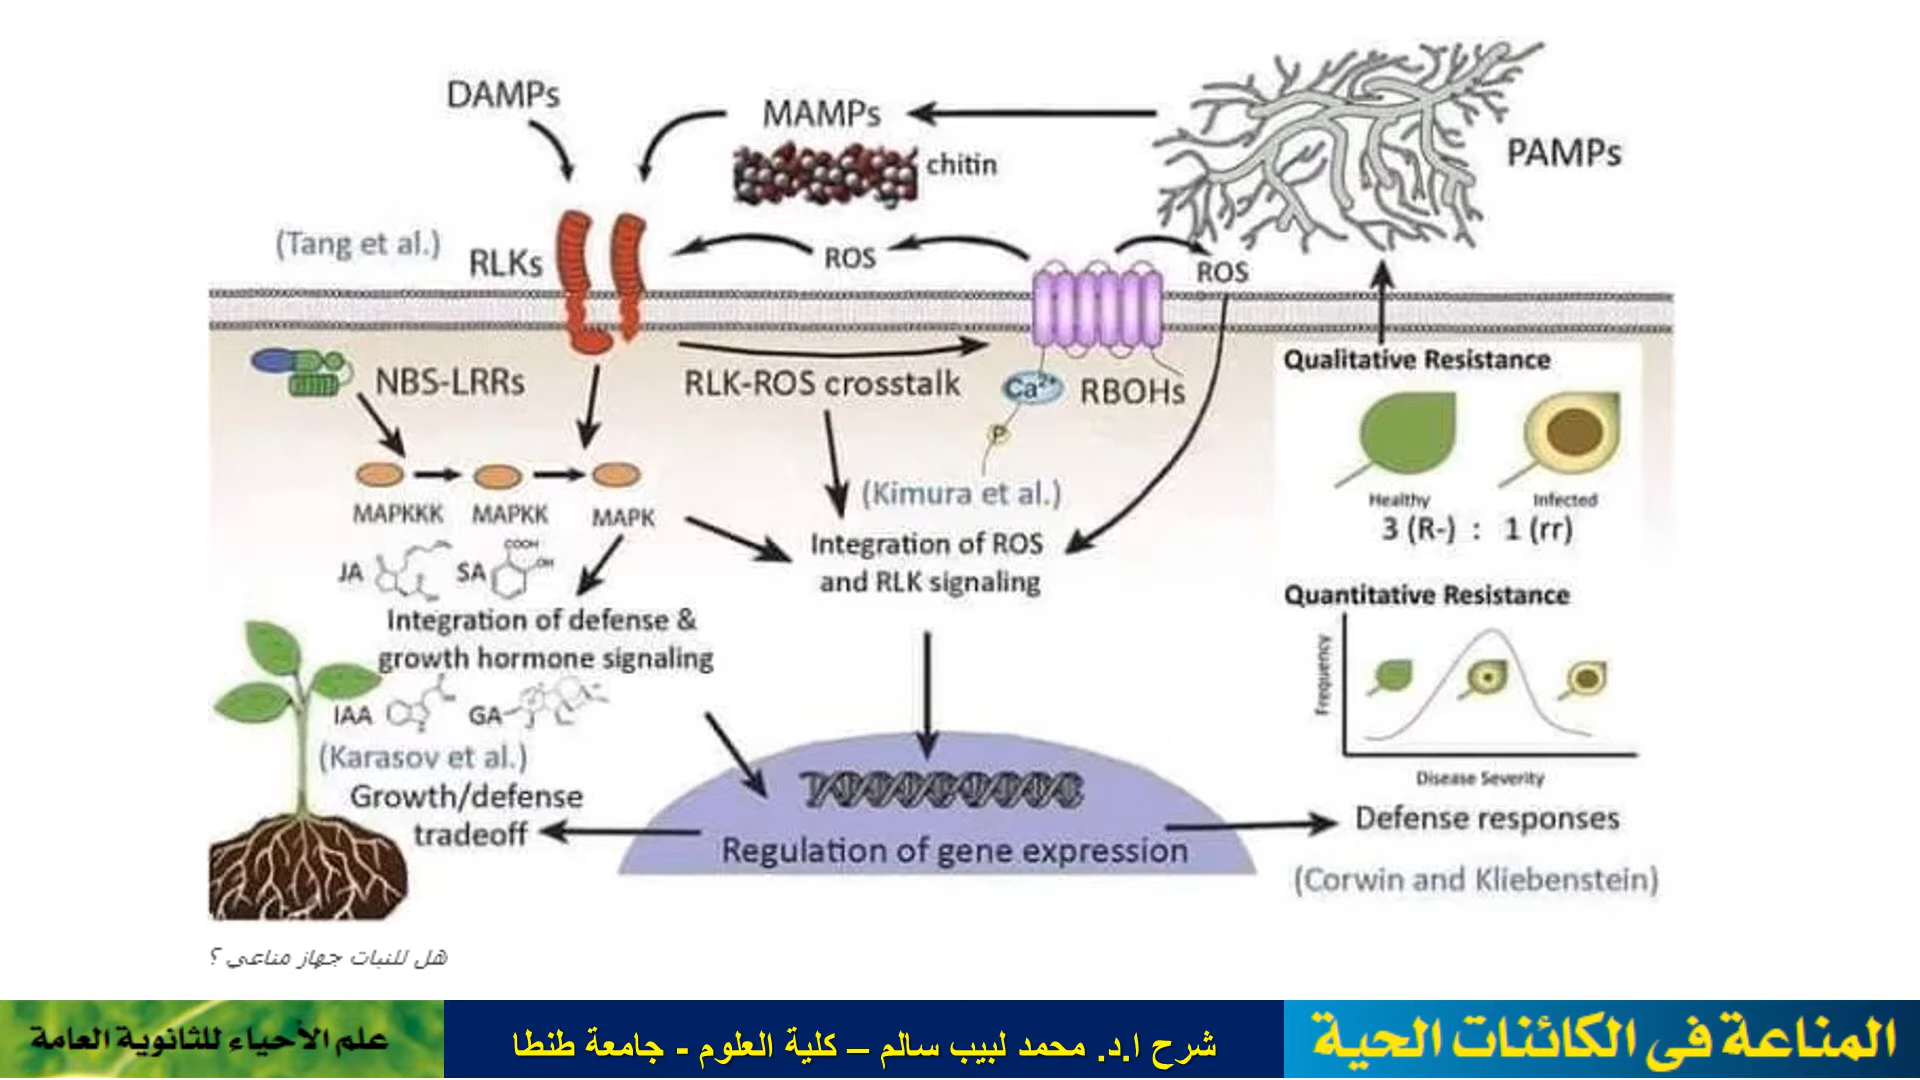 DAMPs
MAMPs
chitin
PAMPs
(Tang et al.)
RLKs
ROS
ROS
NBS-LRRs
RLK-ROS crosstalk
Ca2+
RBOHs
P
(Kimura et al.)
MAPKKK
MAPKK
MAPK
Integration of ROS
and RLK signaling
JA
SA
COOH
OH
Integration of defense &
growth hormone signaling
IAA
GA
(Karasov et al.)
Growth/defense
tradeoff
Regulation of gene expression
Qualitative Resistance
Healthy
Infected
3 (R-) : 1 (rr)
Quantitative Resistance
Frequency
Disease Severity
Defense responses
(Corwin and Kliebenstein)
هل للنبات جهاز مناعي ؟
المناعة فى الكائنات الحية
شرح ا.د. محمد لبيب سالم – كلية العلوم - جامعة طنطا
علم الأحياء للثانوية العامة